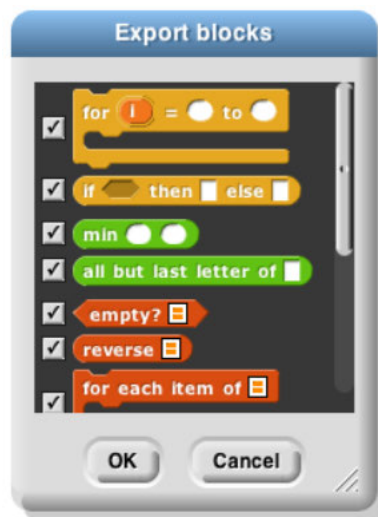 Export blocks
for i = to
if then else
min
all but last letter of
empty?
reverse
for each item of
OK Cancel